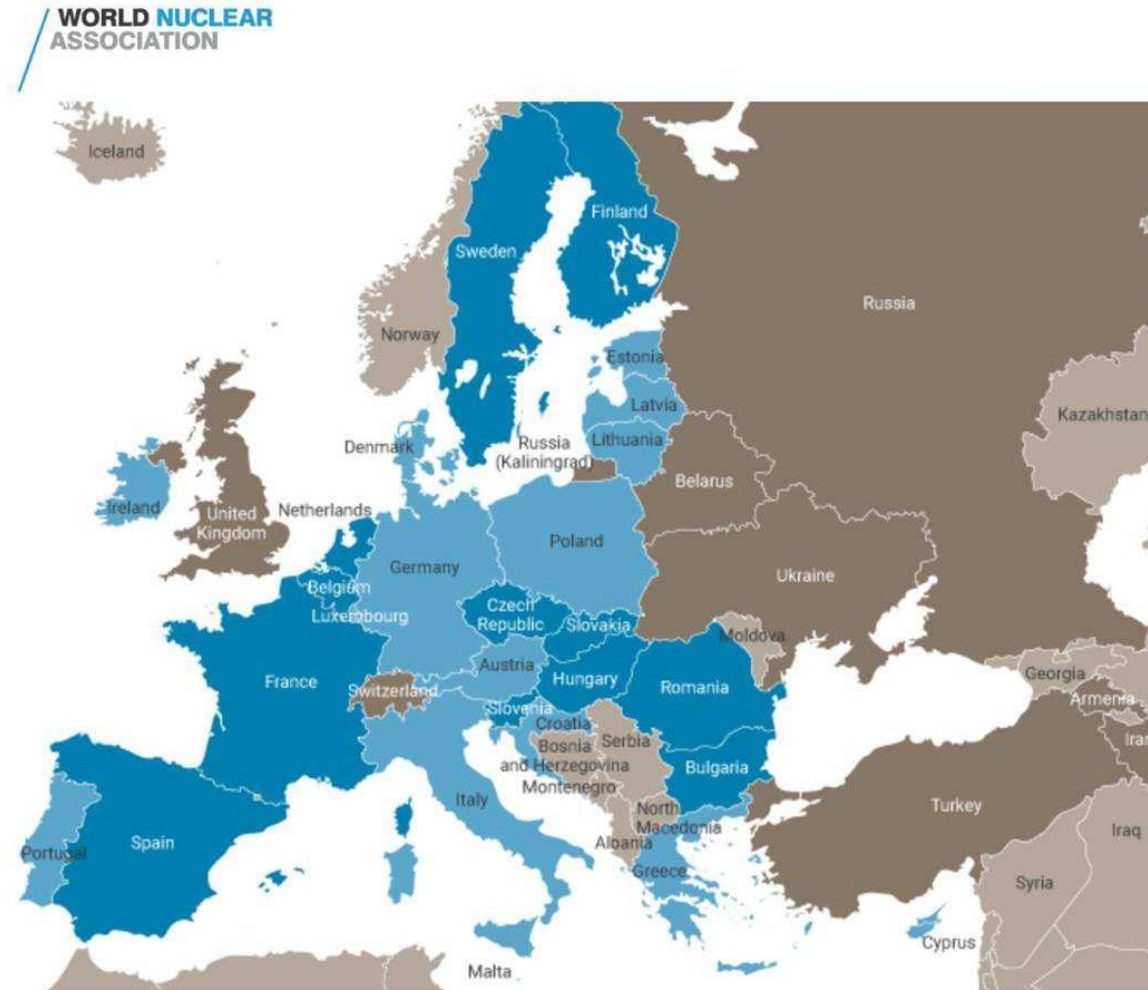 WORLD NUCLEAR
ASSOCIATION
Iceland
Finland
Sweden
Russia
Norway
Estonia
Latvia
Kazakhstan
Lithuania
Denmark
Russia
(Kaliningrad)
Belarus
Ireland
Netherlands
United
Kingdom
Poland
Germany
Ukraine
Belgium
Luxembourg
Czech
Republic
Slovakia
Moldova
Austria
Georgia
France
Hungary
Romania
Switzerland
Armenia
Slovenia
Croatia
Serbia
Iran
Bosnia
and Herzegovina
Bulgaria
Montenegro
Italy
Turkey
North
Macedonia
Iraq
Spain
Albania
Portugal
Greece
Syria
Cyprus
Malta